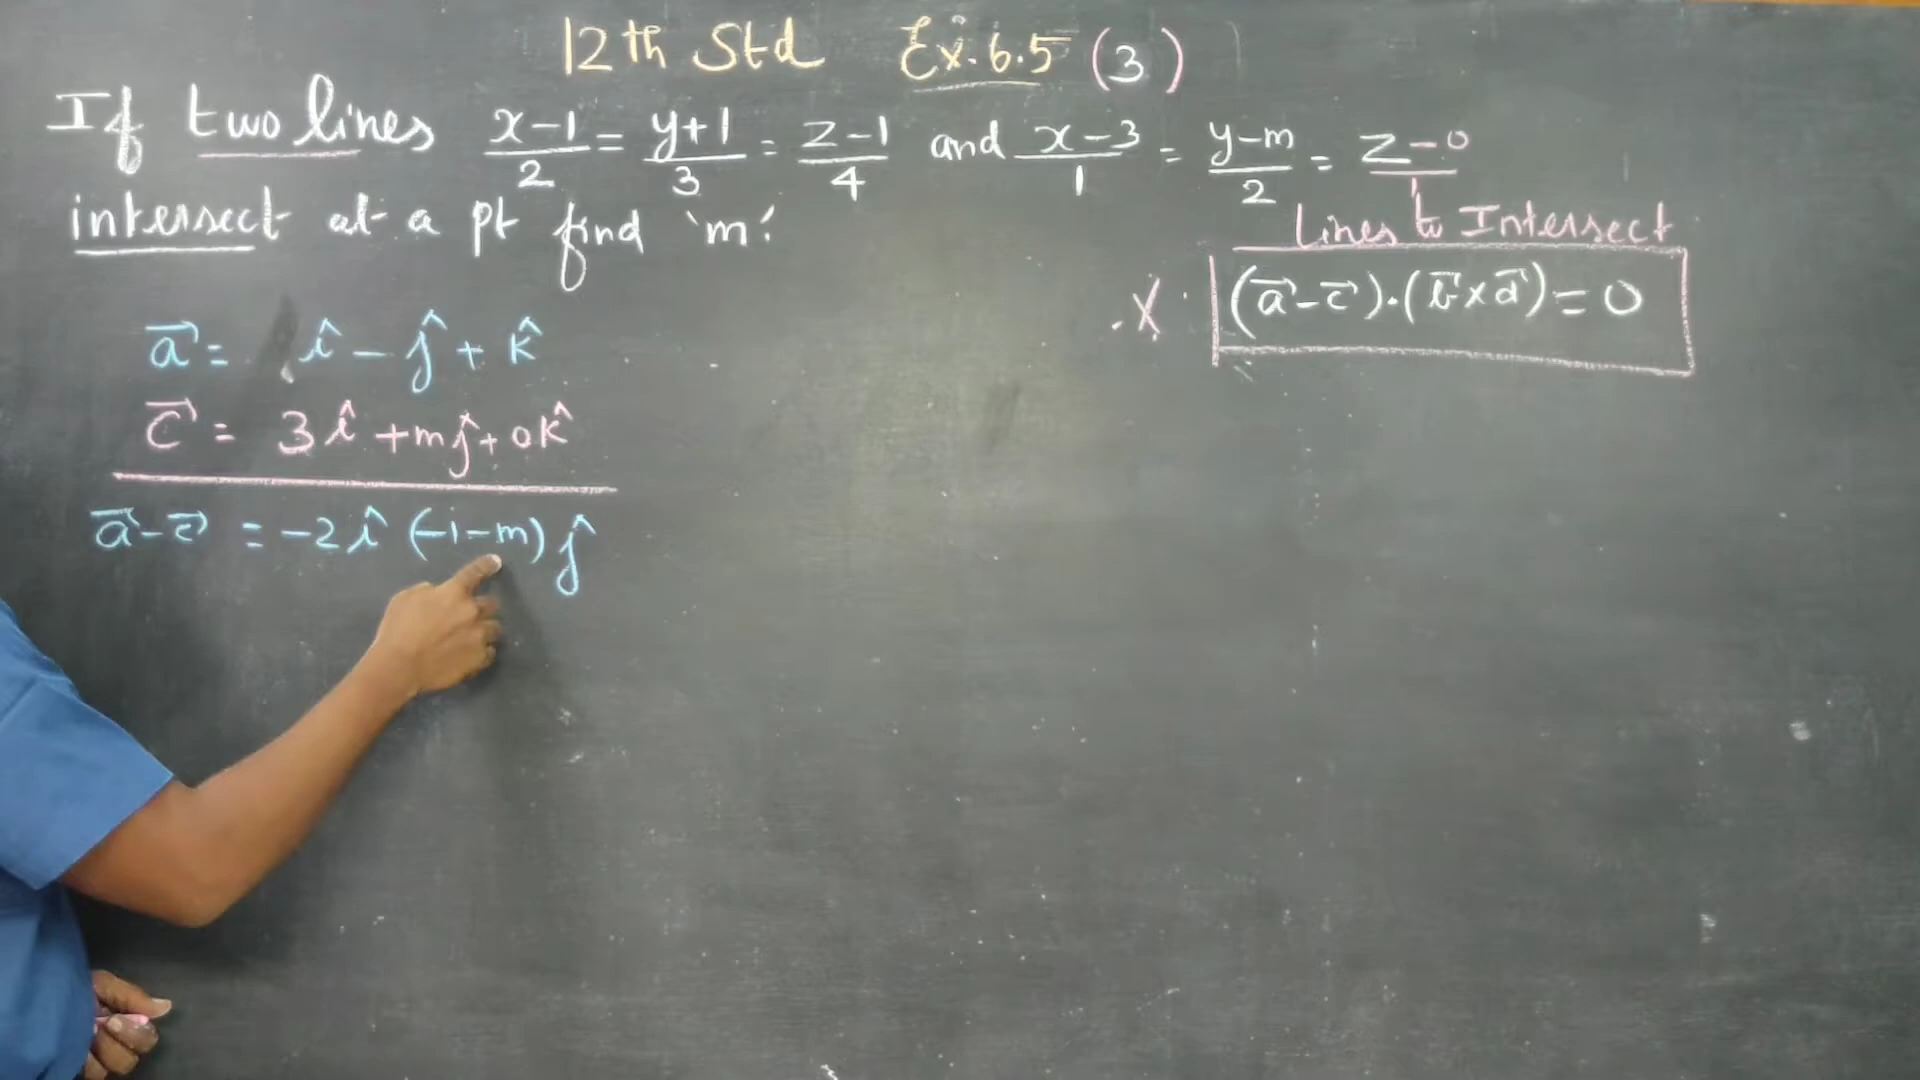 12th Std Ex. 6.5 (3)
If two lines x-1/2 = y+1/3 = z-1/4 and x-3/1 = y-m/2 = z-0/1
intersect at a pt find 'm'.
Lines to Intersect
.X. (a⃗-c⃗)·(b⃗×d⃗)=0
a⃗ = î - ĵ + k̂
c⃗ = 3î + mĵ + 0k̂
a⃗-c⃗ = -2î (-1-m) ĵ